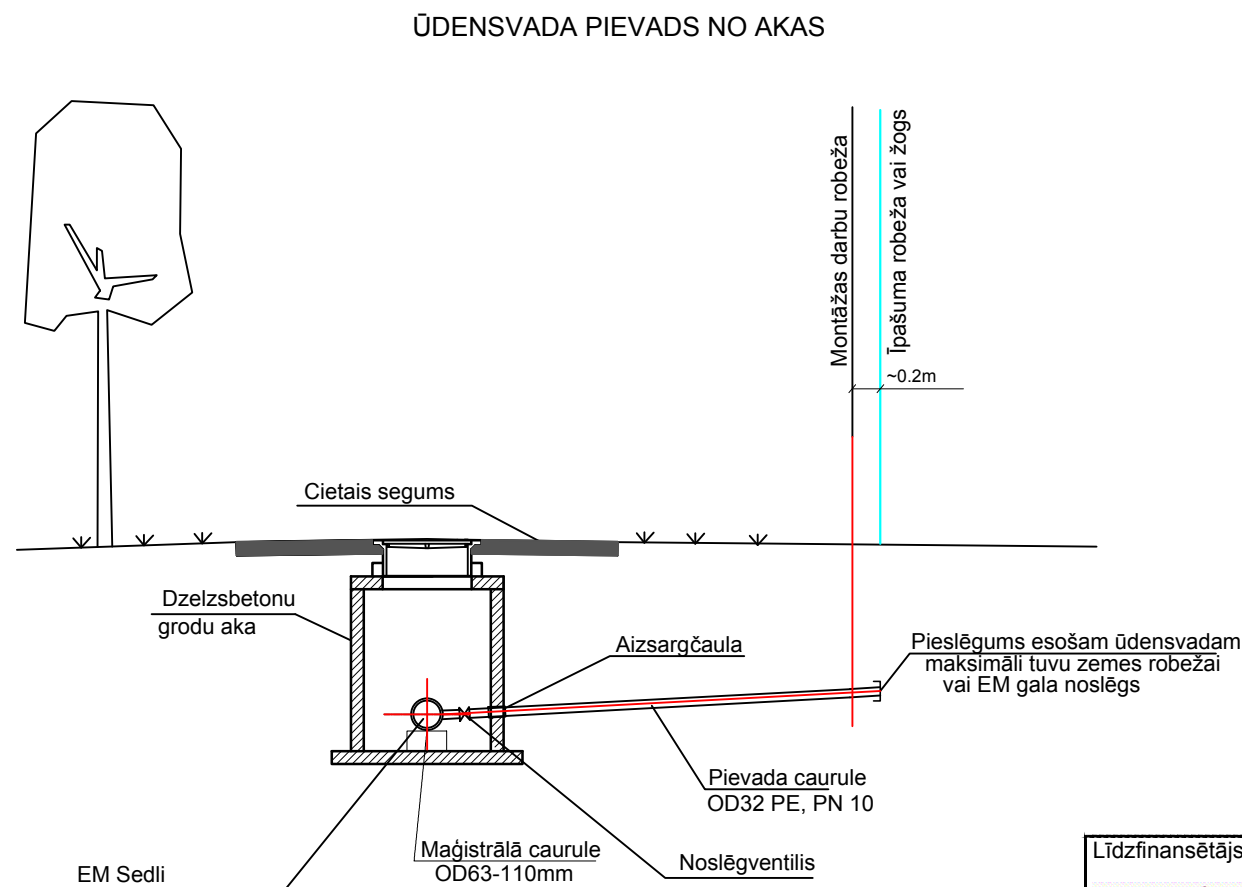 ŪDENSVADA PIEVADS NO AKAS
Montāžas darbu robeža
Īpašuma robeža vai žogs
~0.2m
Cietais segums
Dzelzsbetonu
grodu aka
Aizsargčaula
Pieslēgums esošam ūdensvadam
maksimāli tuvu zemes robežai
vai EM gala noslēgs
Pievada caurule
OD32 PE, PN 10
Maģistrālā caurule
OD63-110mm
Noslēgventilis
EM Sedli
Līdzfinansētājs